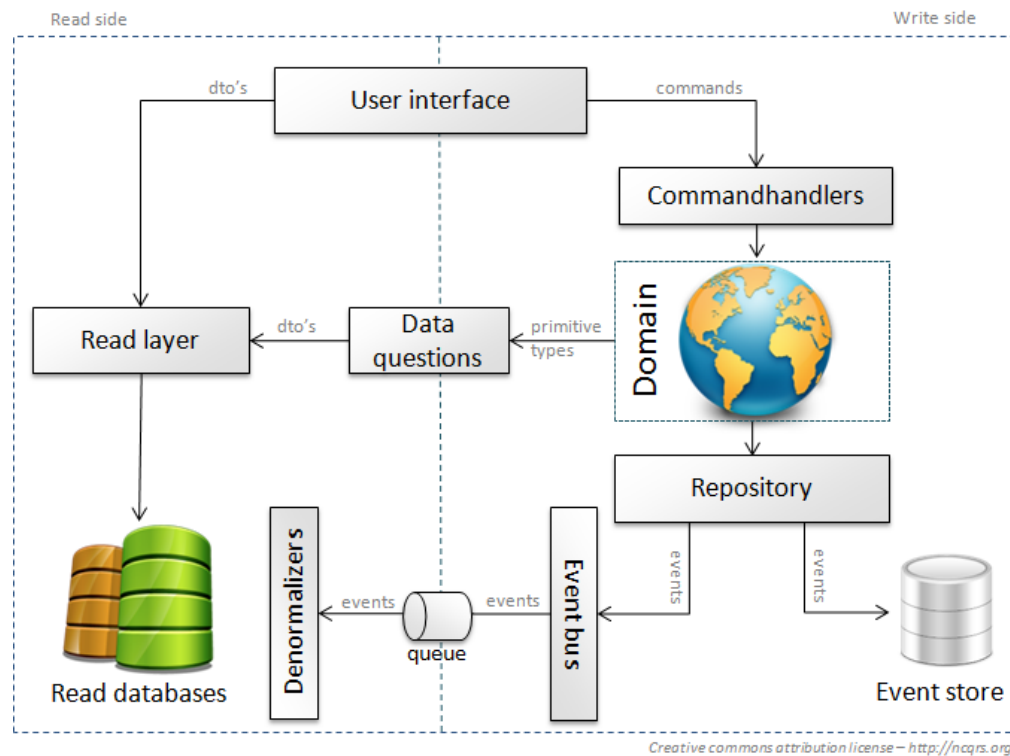 Read side
Write side
dto's
User interface
commands
Commandhandlers
Domain
primitive
types
Data
questions
dto's
Read layer
Repository
events
events
Event bus
events
queue
events
Denormalizers
Read databases
Event store
Creative commons attribution license – http://ncqrs.org